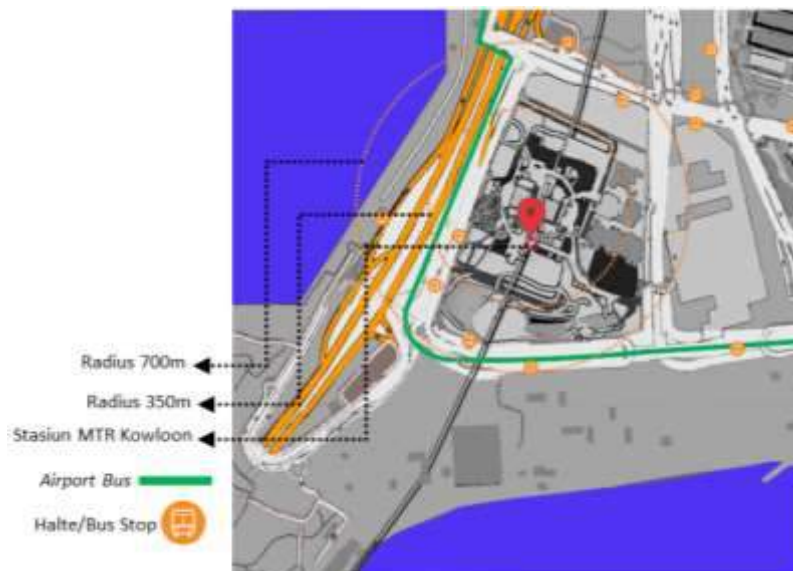 Radius 700m
Radius 350m
Stasiun MTR Kowloon
Airport Bus
Halte/Bus Stop